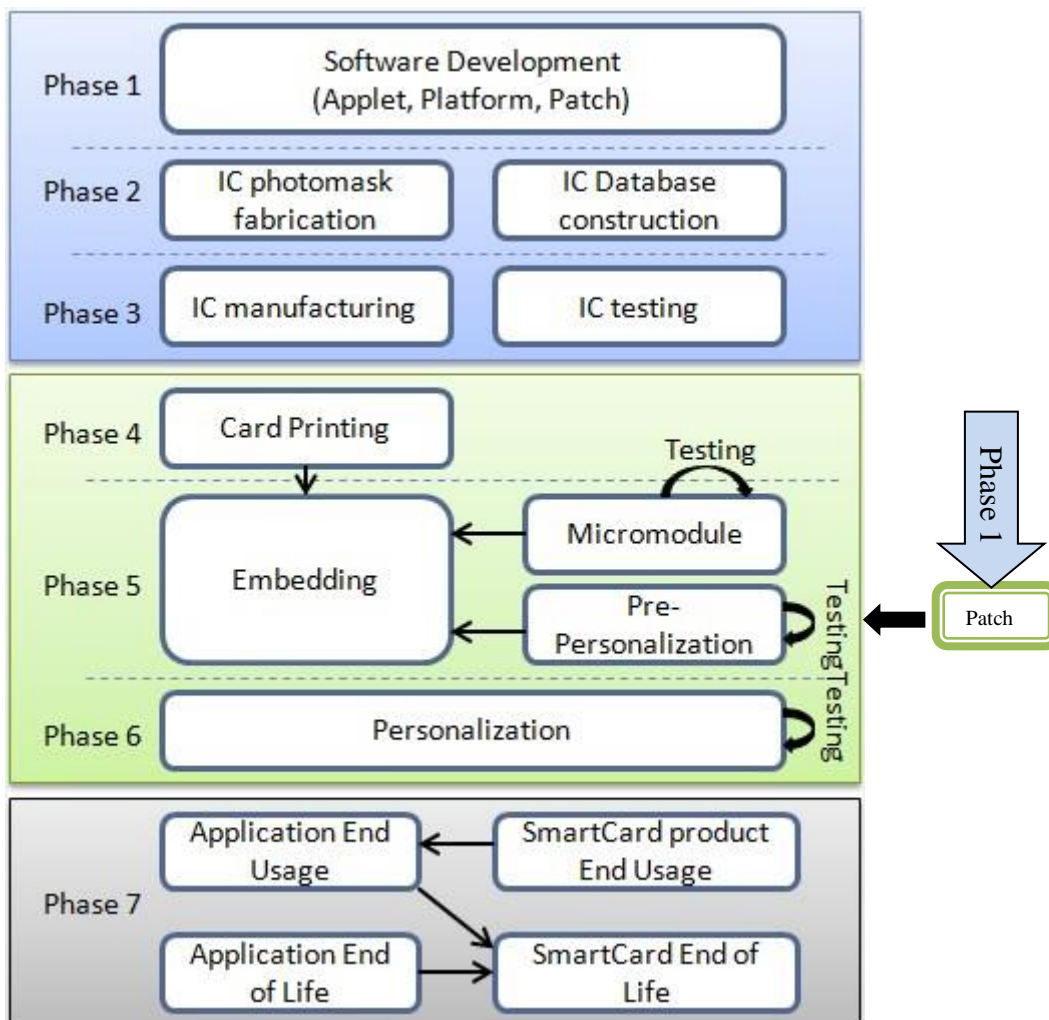 Phase 1
Software Development
(Applet, Platform, Patch)
Phase 2
IC photomask
fabrication
IC Database
construction
Phase 3
IC manufacturing
IC testing
Phase 4
Card Printing
Testing
Phase 5
Embedding
Micromodule
Pre-
Personalization
Testing
Phase 1
Patch
Phase 6
Personalization
Testing
Phase 7
Application End
Usage
SmartCard product
End Usage
Application End
of Life
SmartCard End of
Life